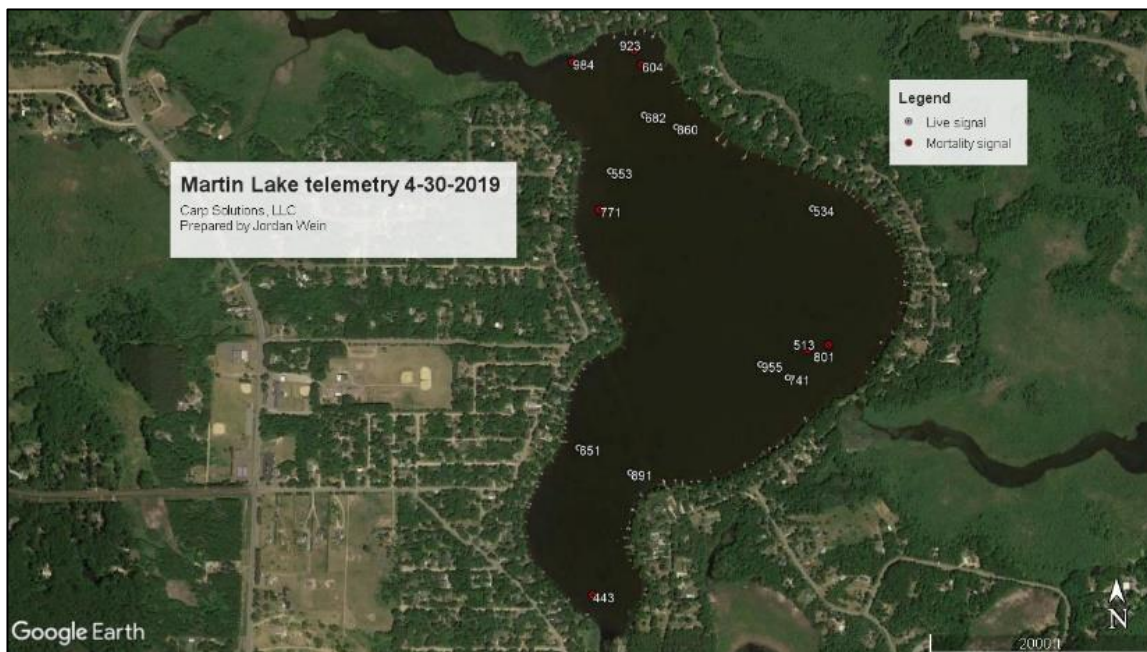 923
984
604
682
860
Legend
Live signal
Mortality signal
553
Martin Lake telemetry 4-30-2019
Carp Solutions, LLC
Prepared by Jordan Wein
771
534
513
801
955
741
651
891
443
N
Google Earth
2000 ft